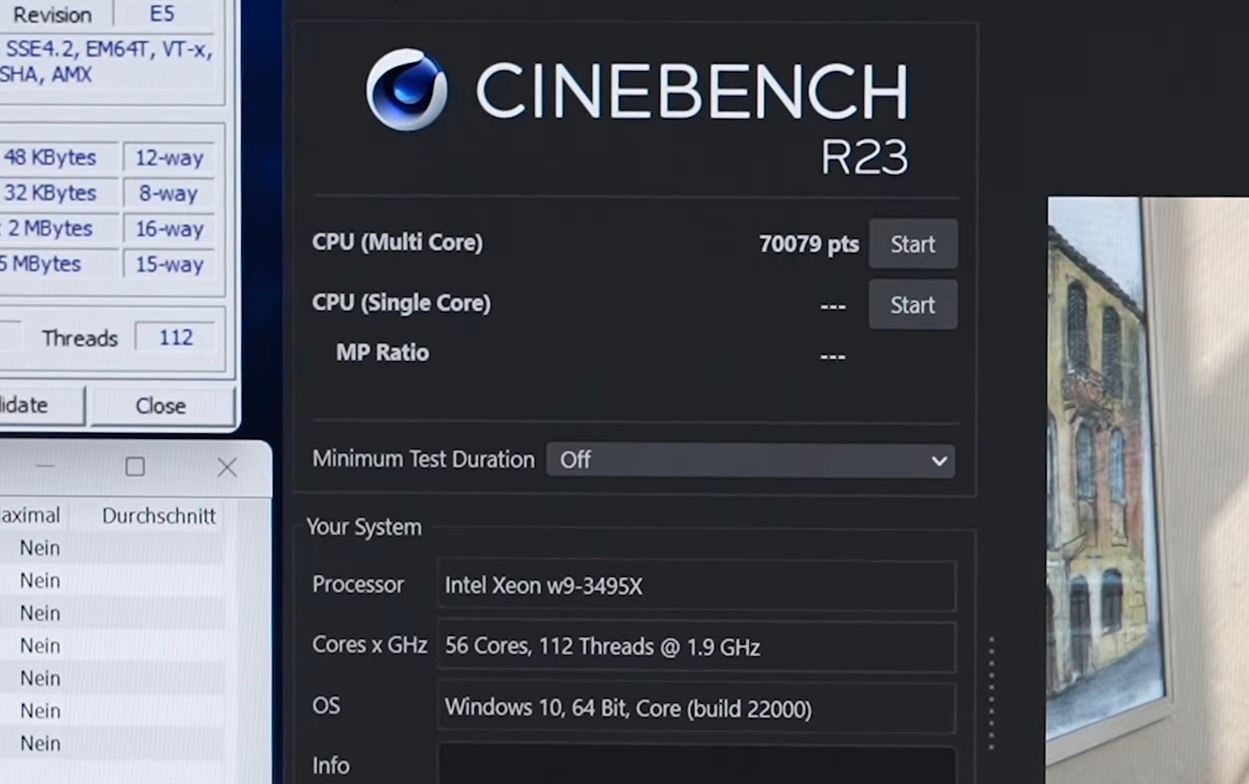 Revision E5
SSE4.2, EM64T, VT-x,
SHA, AMX
48 KBytes 12-way
32 KBytes 8-way
2 MBytes 16-way
5 MBytes 15-way
Threads 112
idate Close
aximal Durchschnitt
Nein
Nein
Nein
Nein
Nein
Nein
Nein
CINEBENCH
R23
CPU (Multi Core) 70079 pts Start
CPU (Single Core) --- Start
MP Ratio ---
Minimum Test Duration Off
Your System
Processor Intel Xeon w9-3495X
Cores x GHz 56 Cores, 112 Threads @ 1.9 GHz
OS Windows 10, 64 Bit, Core (build 22000)
Info